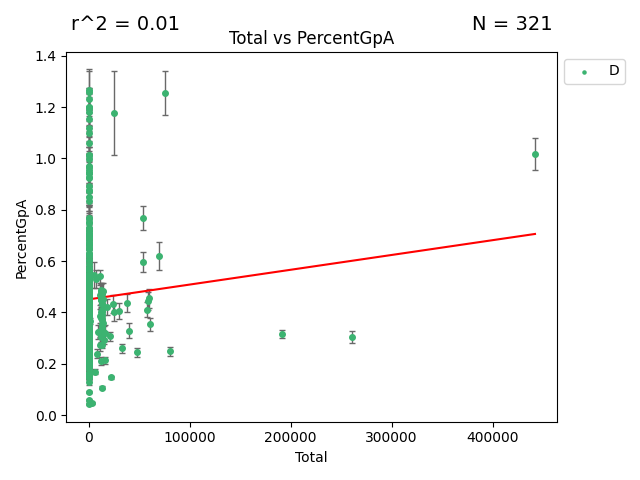 r^2 = 0.01
N = 321
Total vs PercentGpA
D
1.4
1.2
1.0
0.8
0.6
0.4
0.2
0.0
PercentGpA
0
100000
200000
300000
400000
Total